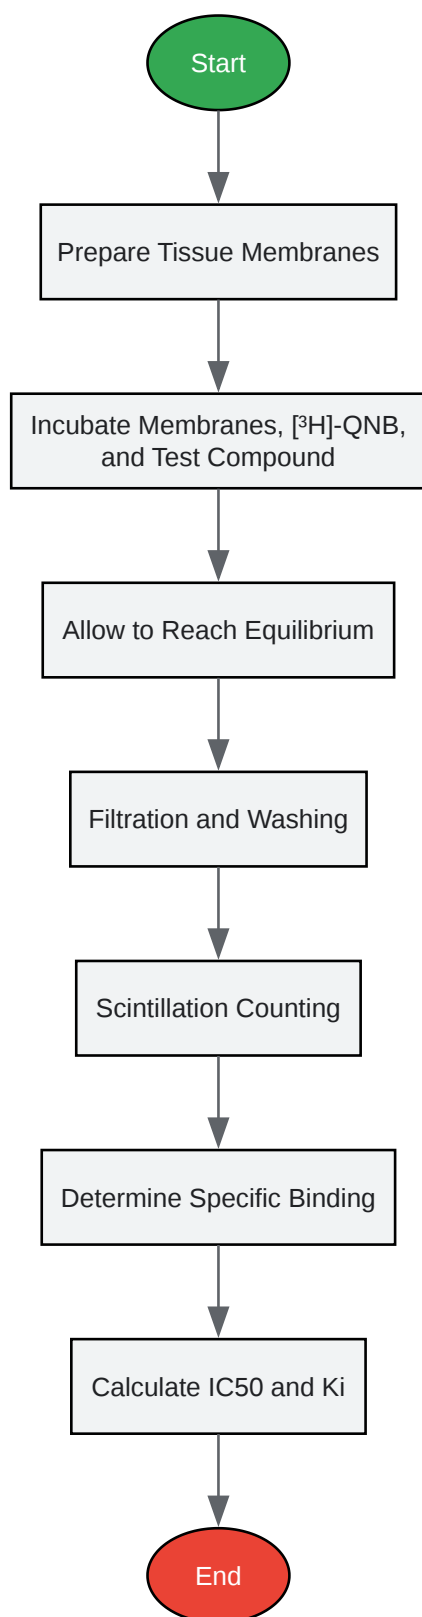 Start
Prepare Tissue Membranes
Incubate Membranes, [³H]-QNB,
and Test Compound
Allow to Reach Equilibrium
Filtration and Washing
Scintillation Counting
Determine Specific Binding
Calculate IC50 and Ki
End